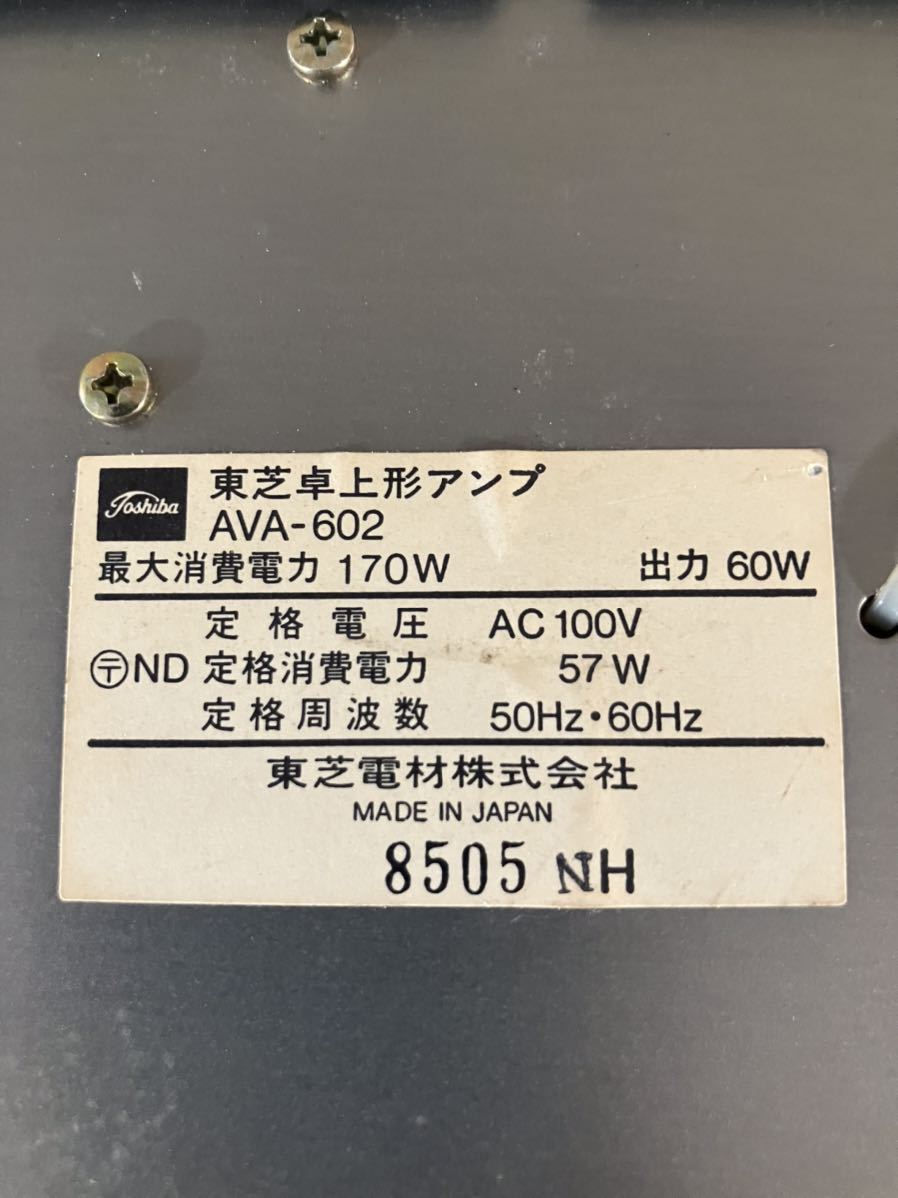 Toshiba 東芝卓上形アンプ
AVA-602
最大消費電力 170W 出力 60W
定格電圧 AC100V
〶ND 定格消費電力 57W
定格周波数 50Hz・60Hz
東芝電材株式会社
MADE IN JAPAN
8505 NH